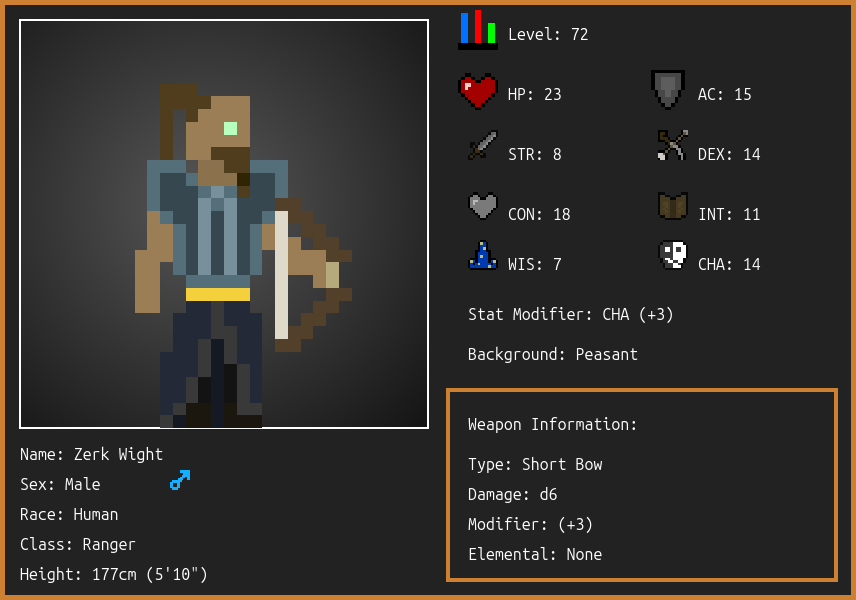 Level: 72
HP: 23
AC: 15
STR: 8
DEX: 14
CON: 18
INT: 11
WIS: 7
CHA: 14
Stat Modifier: CHA (+3)
Background: Peasant
Weapon Information:
Type: Short Bow
Damage: d6
Modifier: (+3)
Elemental: None
Name: Zerk Wight
Sex: Male
Race: Human
Class: Ranger
Height: 177cm (5'10")